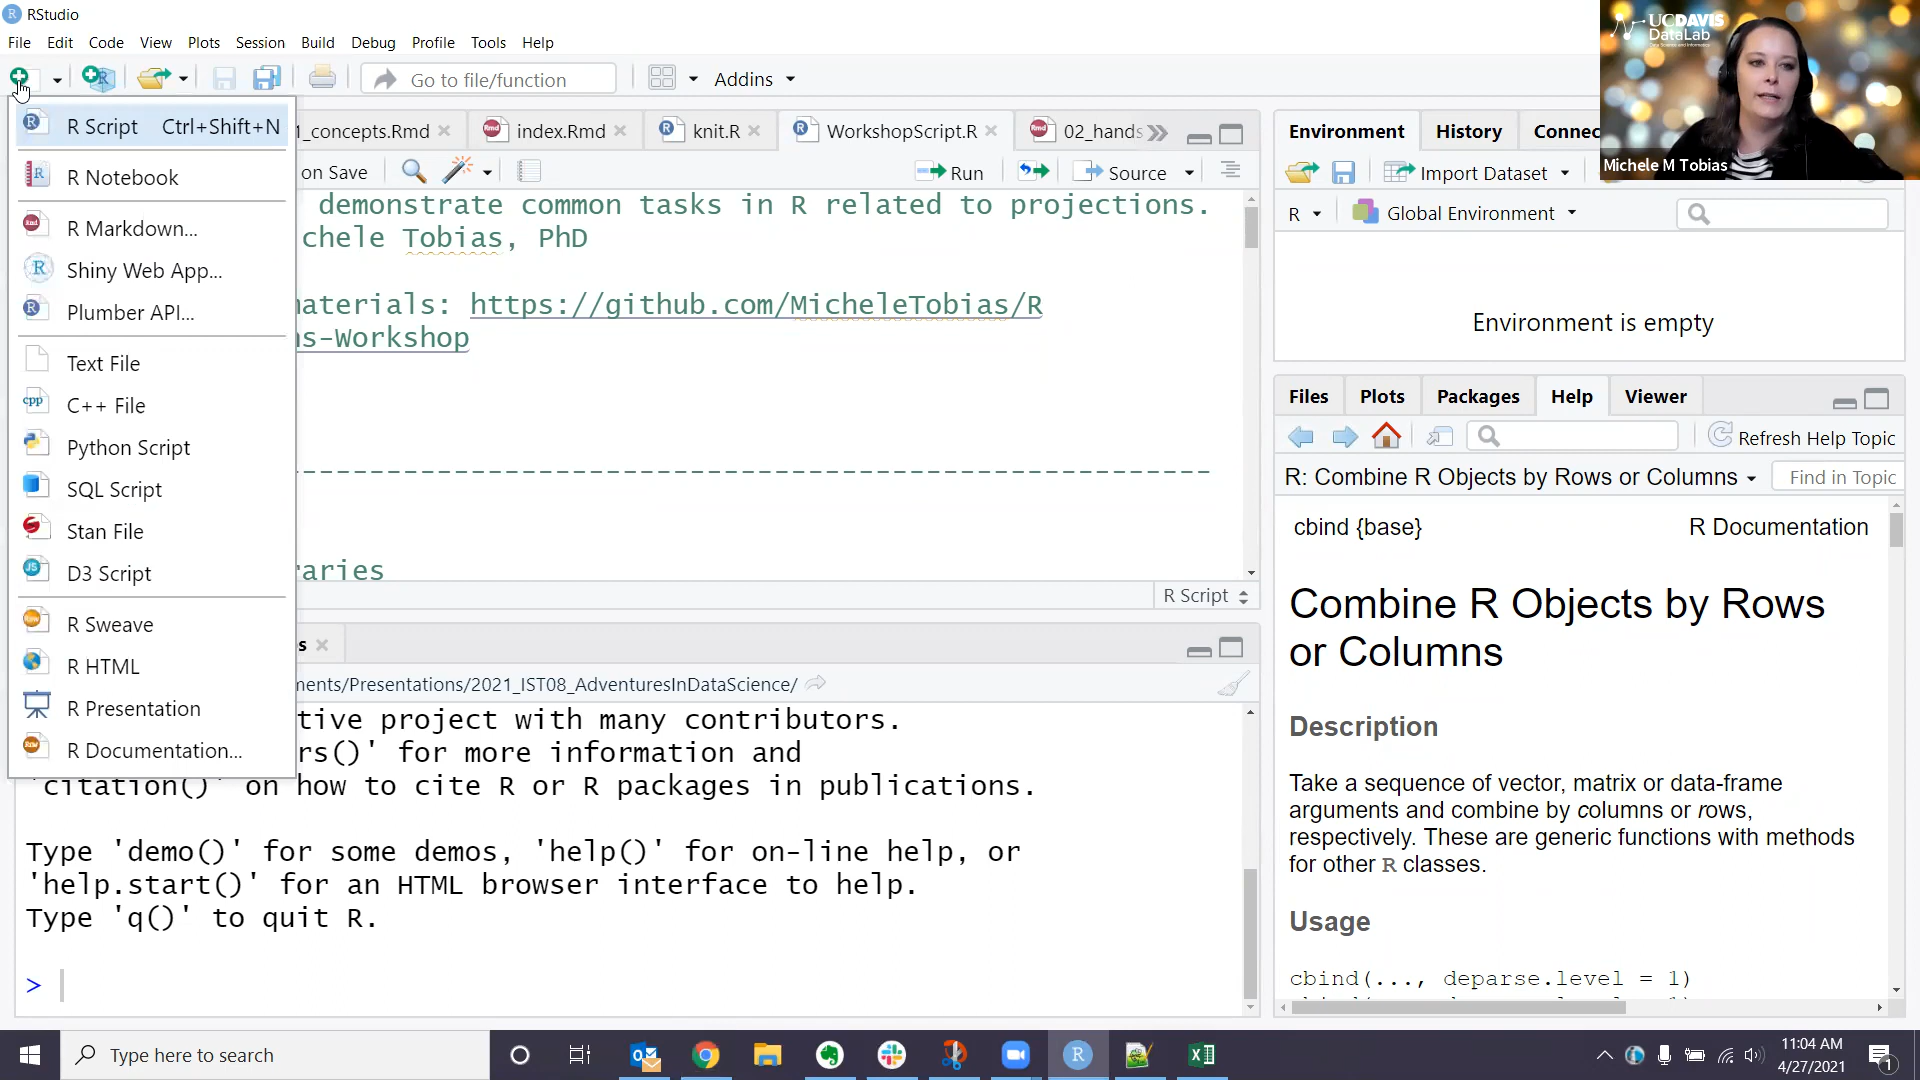 RStudio
File Edit Code View Plots Session Build Debug Profile Tools Help
Go to file/function Addins
UCDAVIS
DataLab
Michele M Tobias
R Script Ctrl+Shift+N
R Notebook
R Markdown...
Shiny Web App...
Plumber API...
Text File
C++ File
Python Script
SQL Script
Stan File
D3 Script
R Sweave
R HTML
R Presentation
R Documentation...
_concepts.Rmd index.Rmd knit.R WorkshopScript.R 02_hands
on Save Run Source
demonstrate common tasks in R related to projections.
chele Tobias, PhD
aterials: https://github.com/MicheleTobias/R
s-Workshop
--------------------------------------------------------
raries
R Script
s
ments/Presentations/2021_IST08_AdventuresInDataScience/
tive project with many contributors.
rs()' for more information and
'citation()' on how to cite R or R packages in publications.
Type 'demo()' for some demos, 'help()' for on-line help, or
'help.start()' for an HTML browser interface to help.
Type 'q()' to quit R.
>
Environment History Connec
Import Dataset
R Global Environment
Environment is empty
Files Plots Packages Help Viewer
Refresh Help Topic
R: Combine R Objects by Rows or Columns Find in Topic
cbind {base} R Documentation
Combine R Objects by Rows
or Columns
Description
Take a sequence of vector, matrix or data-frame
arguments and combine by columns or rows,
respectively. These are generic functions with methods
for other R classes.
Usage
cbind(..., deparse.level = 1)
Type here to search
11:04 AM
4/27/2021
1